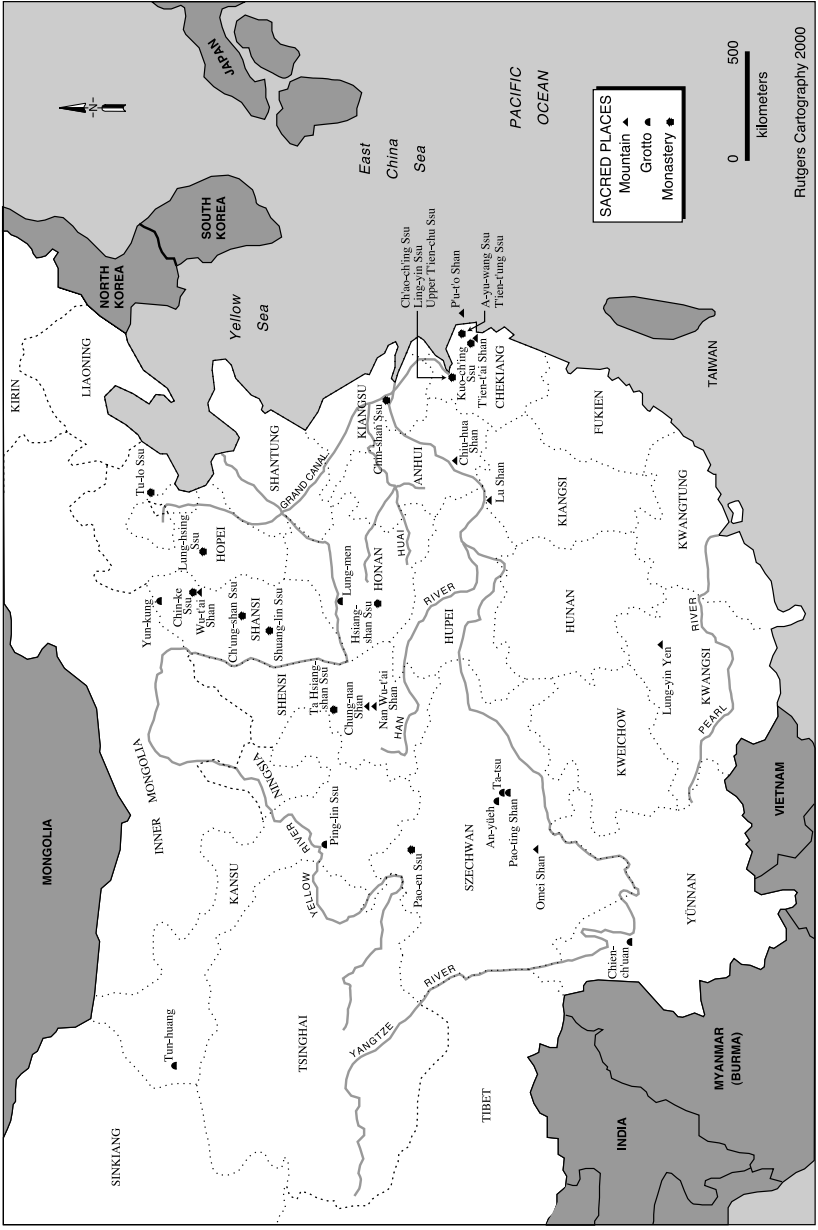 JAPAN
N
PACIFIC
OCEAN
East
China
Sea
SACRED PLACES
Mountain
Grotto
Monastery
0
500
kilometers
Rutgers Cartography 2000
KIRIN
LIAONING
NORTH
KOREA
SOUTH
KOREA
Yellow
Sea
Ch'ao-ch'ing Ssu
Ling-yin Ssu
Upper T'ien-chu Ssu
P'u-t'o Shan
A-yu-wang Ssu
T'ien-t'ung Ssu
Kuo-ch'ing
Ssu
T'ien-t'ai Shan
CHEKIANG
TAIWAN
Tu-lo Ssu
SHANTUNG
GRAND CANAL
KIANGSU
Chin-shan Ssu
ANHUI
Chiu-hua
Shan
Lu Shan
FUKIEN
KIANGSI
KWANGTUNG
Lung-hsing
Ssu
HOPEI
Yun-kung
Chin-ke
Ssu
Wu-t'ai
Shan
Ch'ung-shan Ssu
SHANSI
Shuang-lin Ssu
Lung-men
HONAN
HUAI
Hsiang-
shan Ssu
RIVER
HUPEI
HUNAN
RIVER
Lung-yin Yen
KWANGSI
PEARL
MONGOLIA
INNER MONGOLIA
SHENSI
Ta Hsiang-
shan Ssu
Chung-nan
Shan
Nan Wu-t'ai
Shan
HAN
NINGSIA
KANSU
RIVER
YELLOW
Ping-lin Ssu
Pao-en Ssu
SZECHWAN
An-yüeh
Ta-tsu
Pao-ting Shan
Omei Shan
KWEICHOW
VIETNAM
YÜNNAN
Chien-
ch'uan
Tun-huang
TSINGHAI
YANGTZE
RIVER
SINKIANG
TIBET
INDIA
MYANMAR
(BURMA)